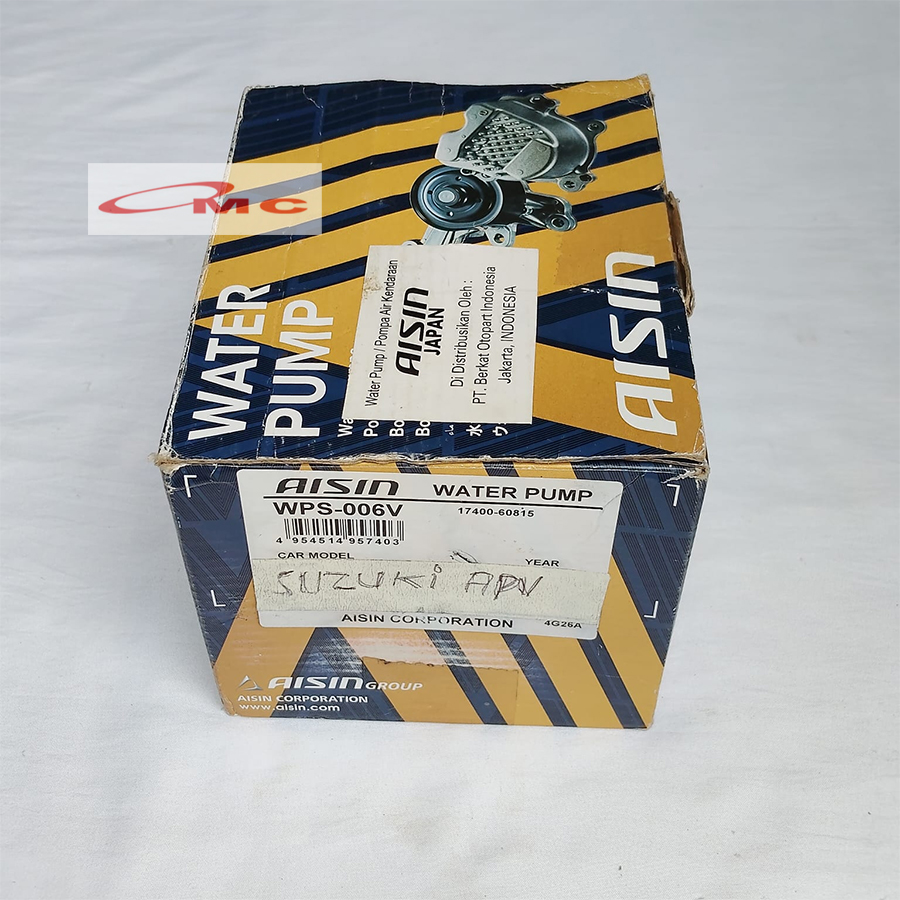 CMC
WATER
PUMP
Water Pump / Pompa Air Kendaraan
AISIN
JAPAN
Di Distribusikan Oleh :
PT. Berkat Otopart Indonesia
Jakarta, INDONESIA
AISIN
AISIN WATER PUMP
WPS-006V 17400-60815
4 954514 957403
CAR MODEL YEAR
SUZUKi APV
AISIN CORPORATION 4G26A
AISIN GROUP
AISIN CORPORATION
www.aisin.com